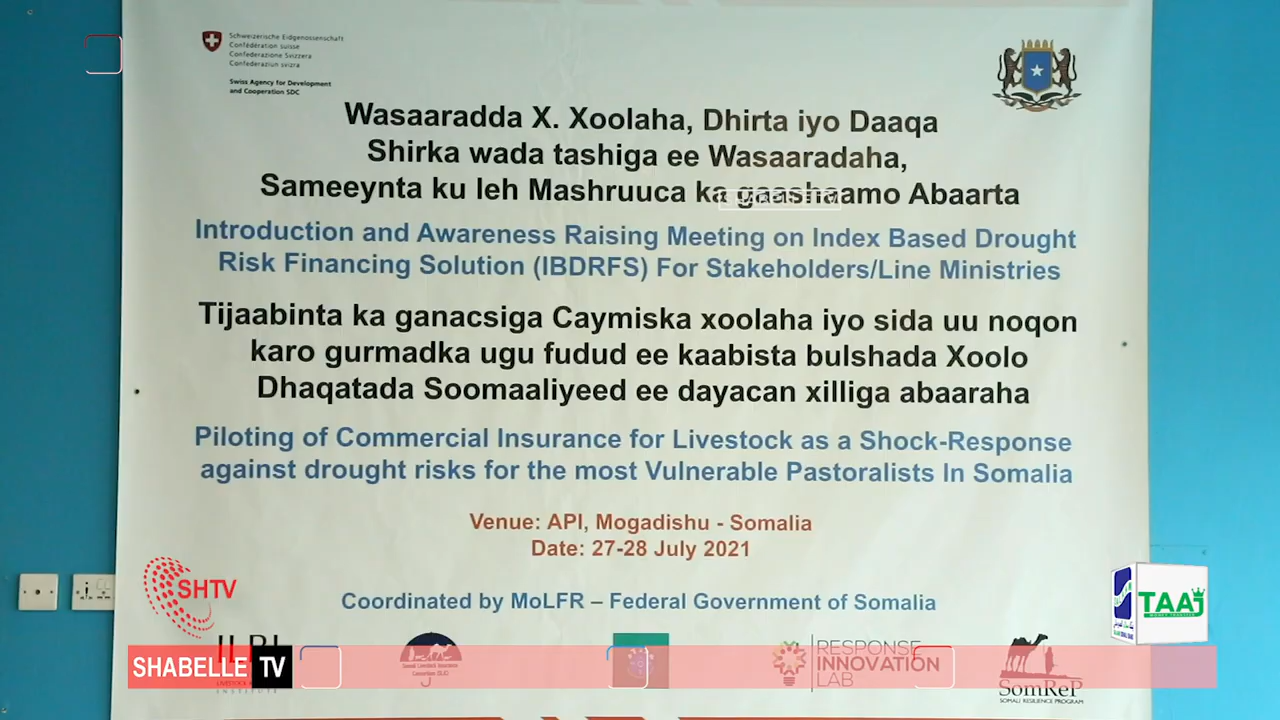 Schweizerische Eidgenossenschaft
Confédération suisse
Confederazione Svizzera
Confederaziun svizra
Swiss Agency for Development
and Cooperation SDC
Wasaaradda X. Xoolaha, Dhirta iyo Daaqa
Shirka wada tashiga ee Wasaaradaha,
Sameeynta ku leh Mashruuca ka gaashaamo Abaarta
Introduction and Awareness Raising Meeting on Index Based Drought
Risk Financing Solution (IBDRFS) For Stakeholders/Line Ministries
Tijaabinta ka ganacsiga Caymiska xoolaha iyo sida uu noqon
karo gurmadka ugu fudud ee kaabista bulshada Xoolo
Dhaqatada Soomaaliyeed ee dayacan xilliga abaaraha
Piloting of Commercial Insurance for Livestock as a Shock-Response
against drought risks for the most Vulnerable Pastoralists In Somalia
Venue: API, Mogadishu - Somalia
Date: 27-28 July 2021
SHTV
Coordinated by MoLFR – Federal Government of Somalia
TAAJ
ILRI
SHABELLE TV
RESPONSE
INNOVATION
LAB
SomReP
SOMALI RESILIENCE PROGRAM